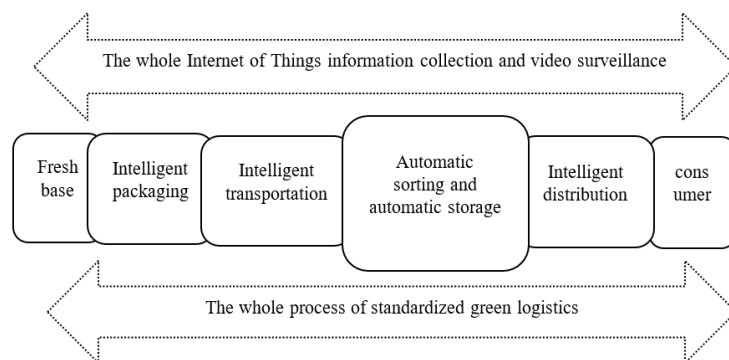 The whole Internet of Things information collection and video surveillance
Fresh
base
Intelligent
packaging
Intelligent
transportation
Automatic
sorting and
automatic storage
Intelligent
distribution
cons
umer
The whole process of standardized green logistics